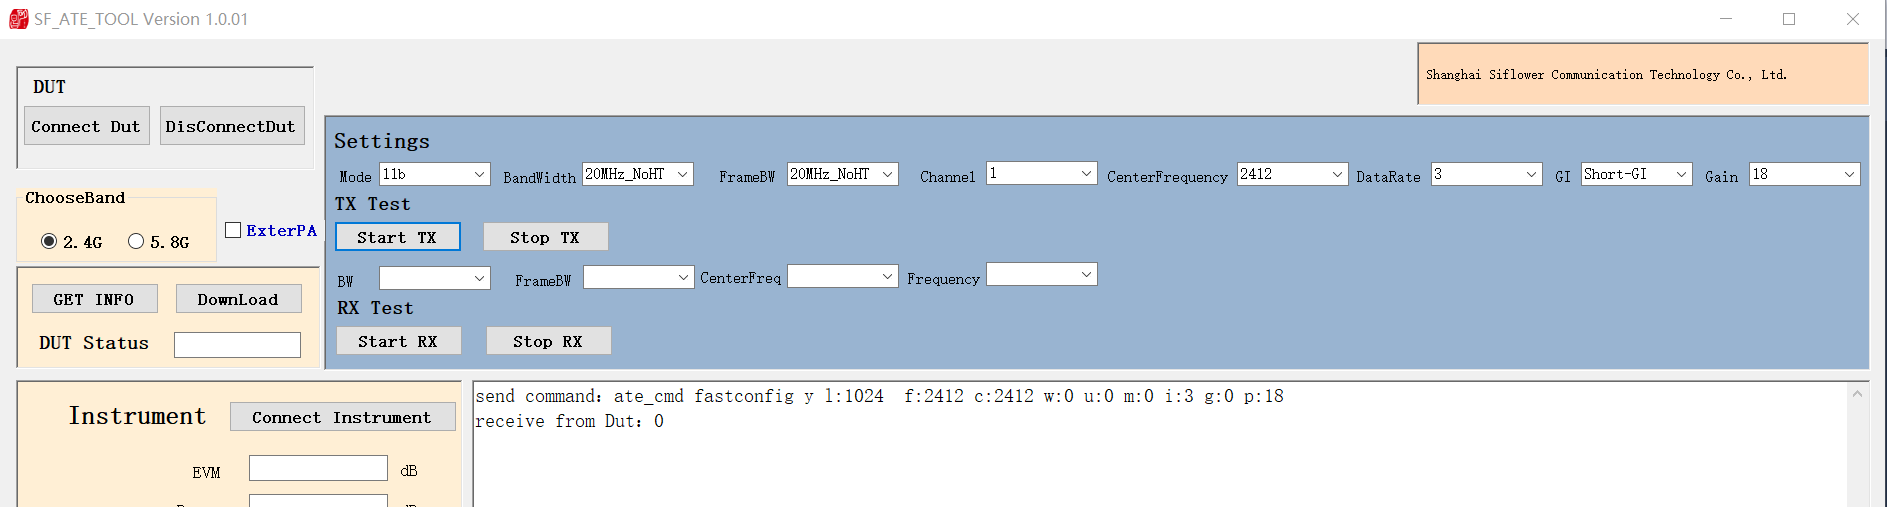 SF_ATE_TOOL Version 1.0.01
Shanghai Siflower Communication Technology Co., Ltd.
DUT
Connect Dut DisConnectDut
Settings
Mode 11b BandWidth 20MHz_NoHT FrameBW 20MHz_NoHT Channel 1 CenterFrequency 2412 DataRate 3 GI Short-GI Gain 18
ChooseBand
2.4G 5.8G
ExterPA
TX Test
Start TX Stop TX
BW FrameBW CenterFreq Frequency
RX Test
Start RX Stop RX
GET INFO DownLoad
DUT Status
Instrument Connect Instrument
EVM dB
send command: ate_cmd fastconfig y l:1024  f:2412 c:2412 w:0 u:0 m:0 i:3 g:0 p:18
receive from Dut: 0